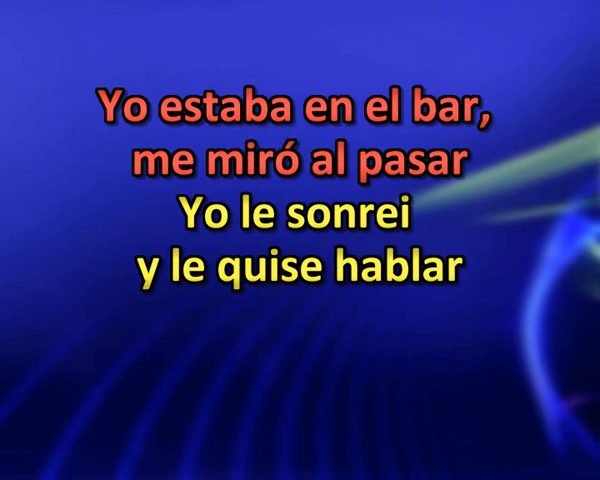 Yo estaba en el bar,
me miró al pasar
Yo le sonrei
y le quise hablar